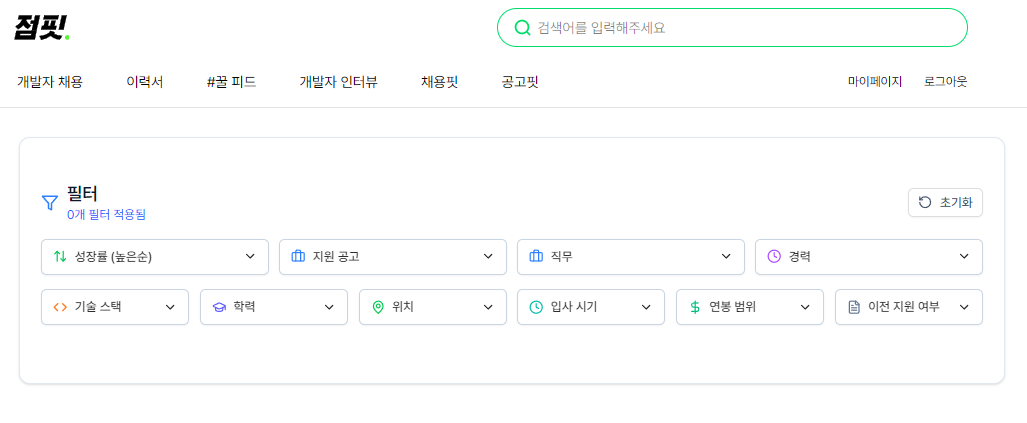 점핏.
검색어를 입력해주세요
개발자 채용 이력서 #꿀 피드 개발자 인터뷰 채용핏 공고핏 마이페이지 로그아웃
필터
0개 필터 적용됨
초기화
성장률 (높은순) 지원 공고 직무 경력
기술 스택 학력 위치 입사 시기 연봉 범위 이전 지원 여부